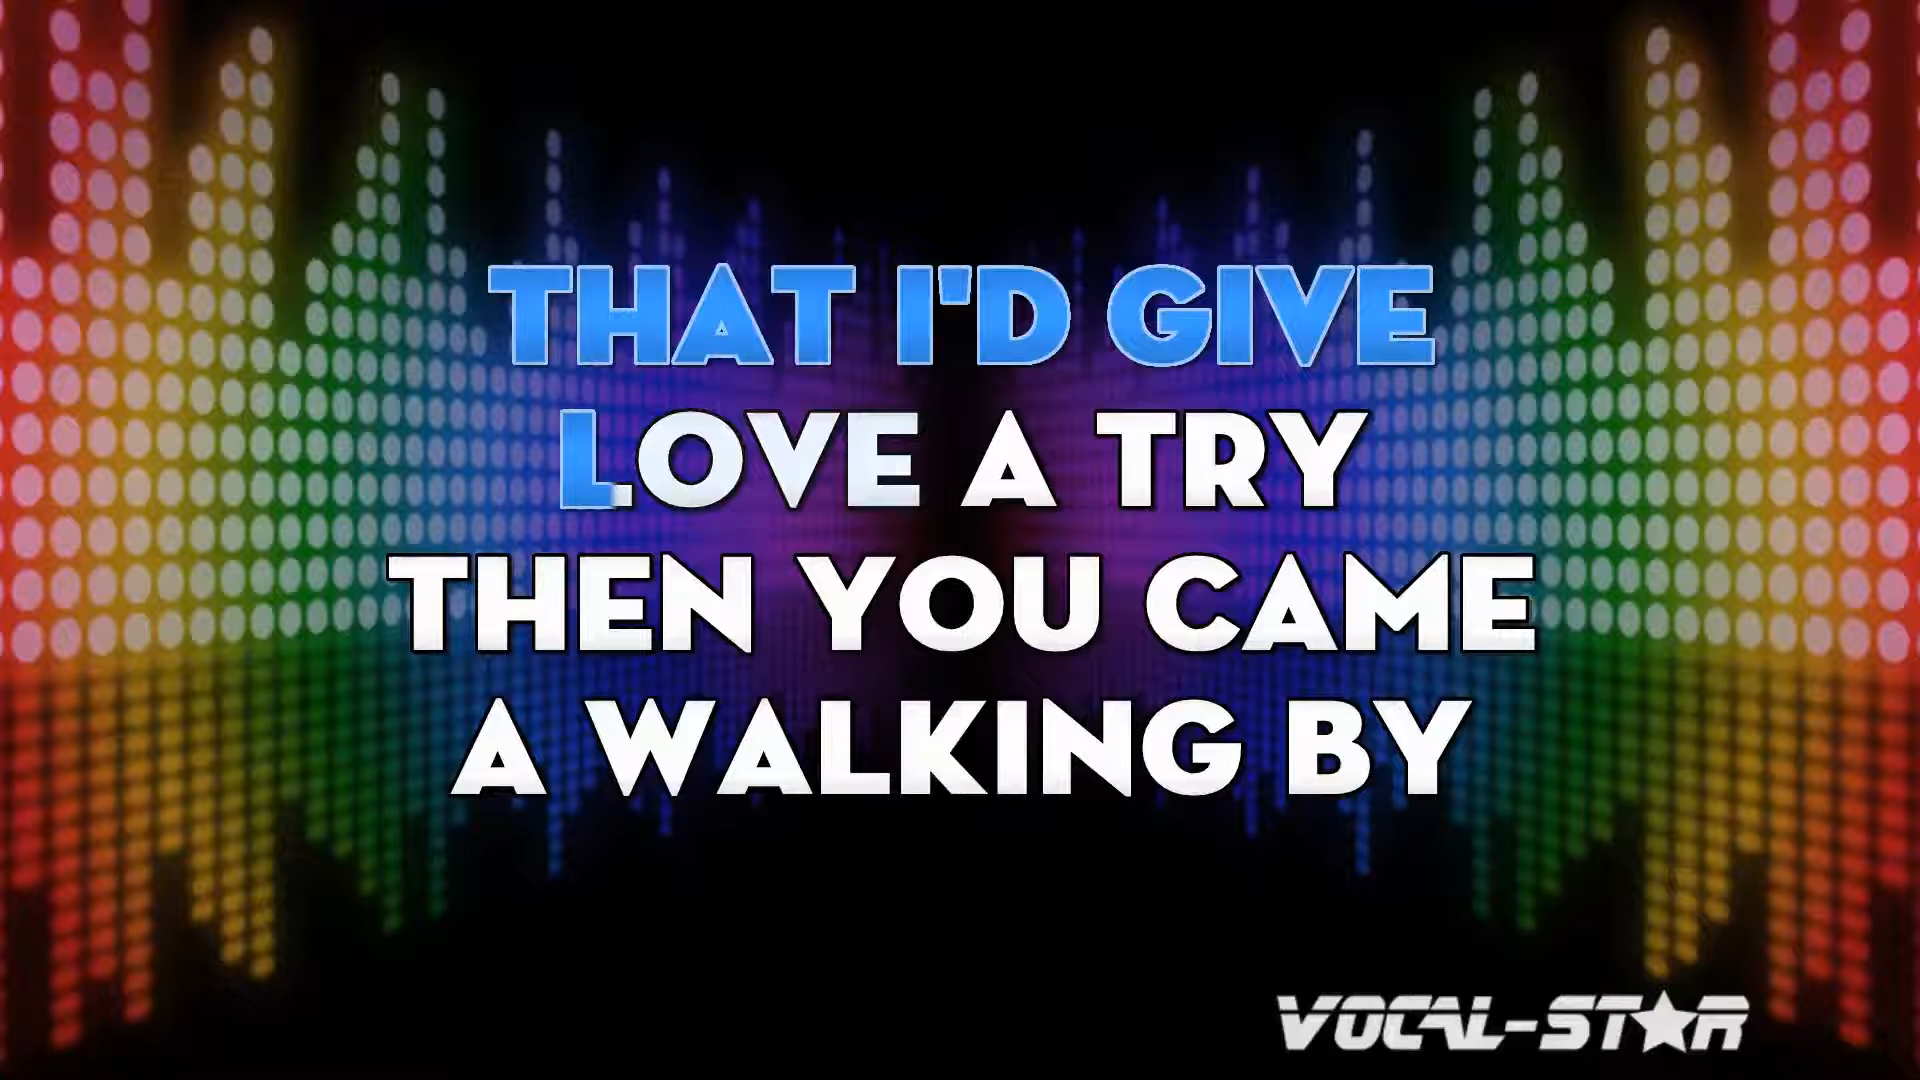 THAT I'D GIVE
LOVE A TRY
THEN YOU CAME
A WALKING BY
VOCAL-STAR